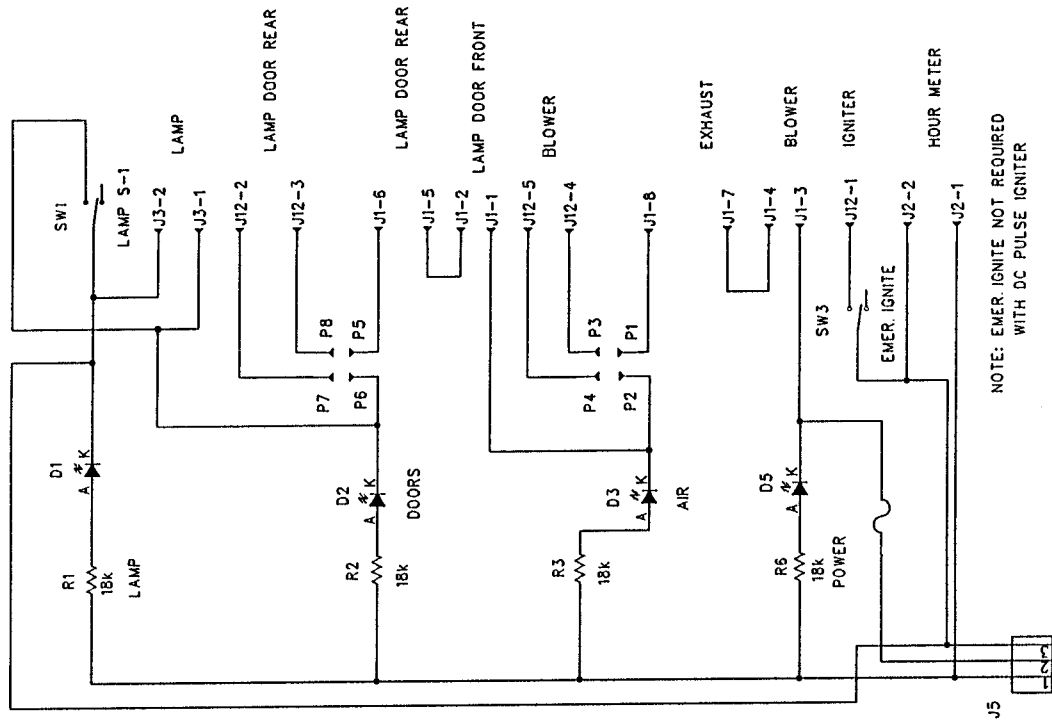 SW1
LAMP S-1
J3-2
J3-1
LAMP
J12-2
J12-3
LAMP DOOR REAR
J1-6
LAMP DOOR REAR
J1-5
J1-2
LAMP DOOR FRONT
J1-1
J12-5
BLOWER
J12-4
J1-8
J1-7
EXHAUST
J1-4
J1-3
BLOWER
J12-1
IGNITER
J2-2
HOUR METER
J2-1
D1
A
K
R1
18k
LAMP
P7
P8
P6
P5
D2
A
K
DOORS
R2
18k
P4
P3
P2
P1
D3
A
K
AIR
R3
18k
D5
A
K
R6
18k
POWER
SW3
EMER. IGNITE
NOTE: EMER. IGNITE NOT REQUIRED
WITH DC PULSE IGNITER
J5
1
2
3